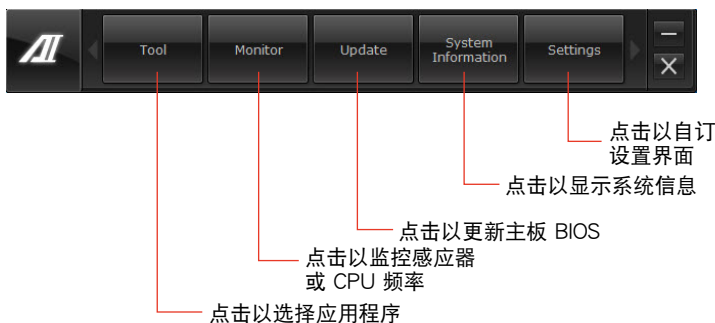 AI
Tool
Monitor
Update
System
Information
Settings
点击以自订
设置界面
点击以显示系统信息
点击以更新主板 BIOS
点击以监控感应器
或 CPU 频率
点击以选择应用程序